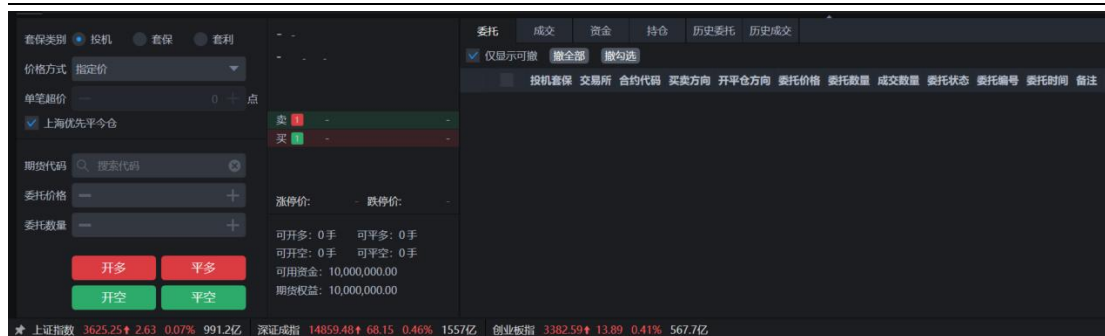 套保类别 投机 套保 套利
价格方式 指定价
单笔超价 0 点
上海优先平今仓
期货代码 搜索代码
委托价格
委托数量
开多 平多
开空 平空
- -
- - -
卖 1 - -
买 1 - -
涨停价: - 跌停价: -
可开多: 0手 可平多: 0手
可开空: 0手 可平空: 0手
可用资金: 10,000,000.00
期货权益: 10,000,000.00
委托 成交 资金 持仓 历史委托 历史成交
仅显示可撤 撤全部 撤勾选
投机套保 交易所 合约代码 买卖方向 开平仓方向 委托价格 委托数量 成交数量 委托状态 委托编号 委托时间 备注
上证指数 3625.25↑ 2.63 0.07% 991.2亿 深证成指 14859.48↑ 68.15 0.46% 1557亿 创业板指 3382.59↑ 13.89 0.41% 567.7亿